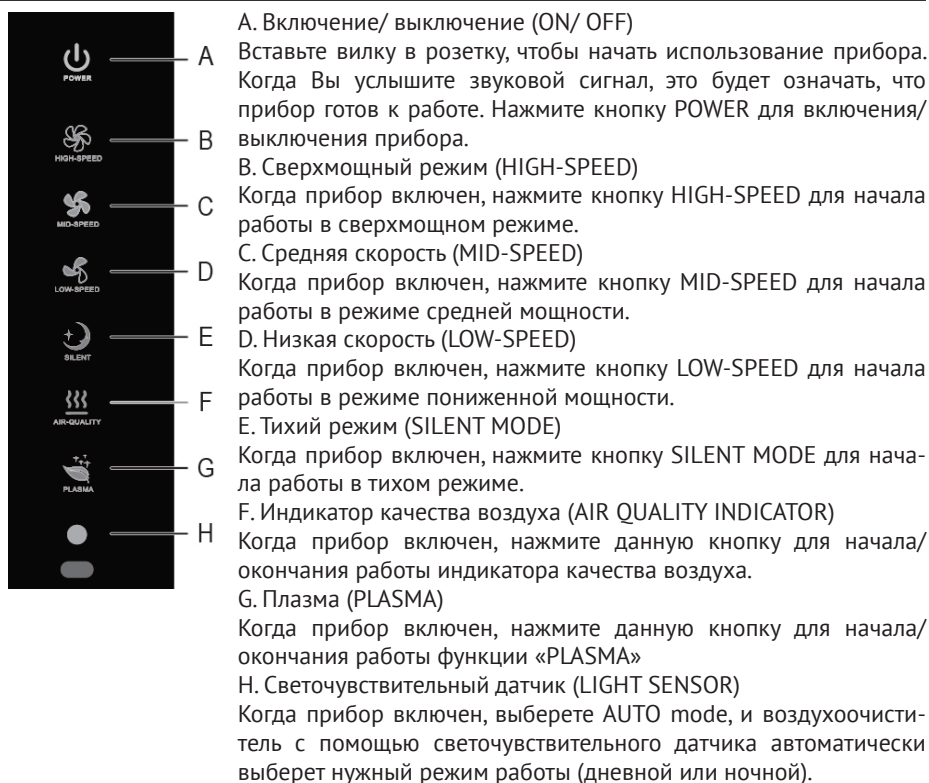 POWER
A
HIGH-SPEED
B
MID-SPEED
C
LOW-SPEED
D
SILENT
E
AIR-QUALITY
F
PLASMA
G
H
A. Включение/ выключение (ON/ OFF)
Вставьте вилку в розетку, чтобы начать использование прибора.
Когда Вы услышите звуковой сигнал, это будет означать, что
прибор готов к работе. Нажмите кнопку POWER для включения/
выключения прибора.
B. Сверхмощный режим (HIGH-SPEED)
Когда прибор включен, нажмите кнопку HIGH-SPEED для начала
работы в сверхмощном режиме.
C. Средняя скорость (MID-SPEED)
Когда прибор включен, нажмите кнопку MID-SPEED для начала
работы в режиме средней мощности.
D. Низкая скорость (LOW-SPEED)
Когда прибор включен, нажмите кнопку LOW-SPEED для начала
работы в режиме пониженной мощности.
E. Тихий режим (SILENT MODE)
Когда прибор включен, нажмите кнопку SILENT MODE для нача-
ла работы в тихом режиме.
F. Индикатор качества воздуха (AIR QUALITY INDICATOR)
Когда прибор включен, нажмите данную кнопку для начала/
окончания работы индикатора качества воздуха.
G. Плазма (PLASMA)
Когда прибор включен, нажмите данную кнопку для начала/
окончания работы функции «PLASMA»
H. Светочувствительный датчик (LIGHT SENSOR)
Когда прибор включен, выберете AUTO mode, и воздухоочисти-
тель с помощью светочувствительного датчика автоматически
выберет нужный режим работы (дневной или ночной).